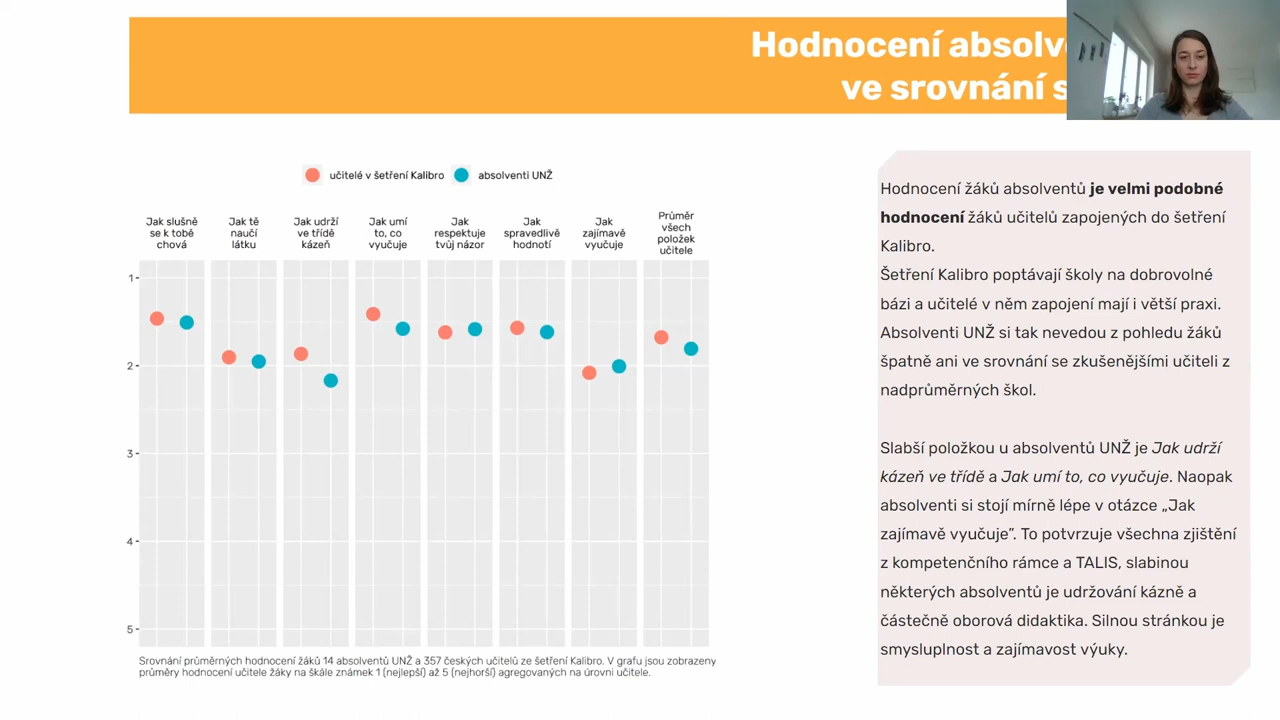 Hodnocení
ve srovnání
učitelé v šetření Kalibro absolventi UNŽ
Jak slušně
se k tobě
chová
Jak tě
naučí
látku
Jak udrží
ve třídě
kázeň
Jak umí
to, co
vyučuje
Jak
respektuje
tvůj názor
Jak
spravedlivě
hodnotí
Jak
zajímavě
vyučuje
Průměr
všech
položek
učitele
1
2
3
4
5
Srovnání průměrných hodnocení žáků 14 absolventů UNŽ a 357 českých učitelů ze šetření Kalibro. V grafu jsou zobrazeny
průměry hodnocení učitele žáky na škále známek 1 (nejlepší) až 5 (nejhorší) agregovaných na úrovni učitele.
Hodnocení žáků absolventů je velmi podobné
hodnocení žáků učitelů zapojených do šetření
Kalibro.
Šetření Kalibro poptávají školy na dobrovolné
bázi a učitelé v něm zapojení mají i větší praxi.
Absolventi UNŽ si tak nevedou z pohledu žáků
špatně ani ve srovnání se zkušenějšími učiteli z
nadprůměrných škol.
Slabší položkou u absolventů UNŽ je Jak udrží
kázeň ve třídě a Jak umí to, co vyučuje. Naopak
absolventi si stojí mírně lépe v otázce „Jak
zajímavě vyučuje”. To potvrzuje všechna zjištění
z kompetenčního rámce a TALIS, slabinou
některých absolventů je udržování kázně a
částečně oborová didaktika. Silnou stránkou je
smysluplnost a zajímavost výuky.